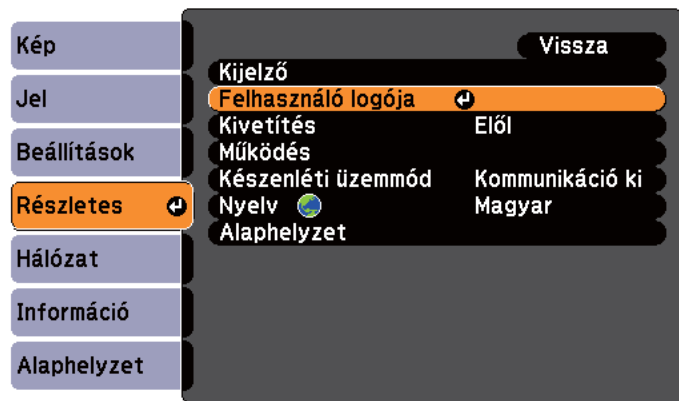 Kép
Jel
Beállítások
Részletes
Hálózat
Információ
Alaphelyzet
Vissza
Kijelző
Felhasználó logója
Kivetítés Elől
Működés
Készenléti üzemmód Kommunikáció ki
Nyelv Magyar
Alaphelyzet